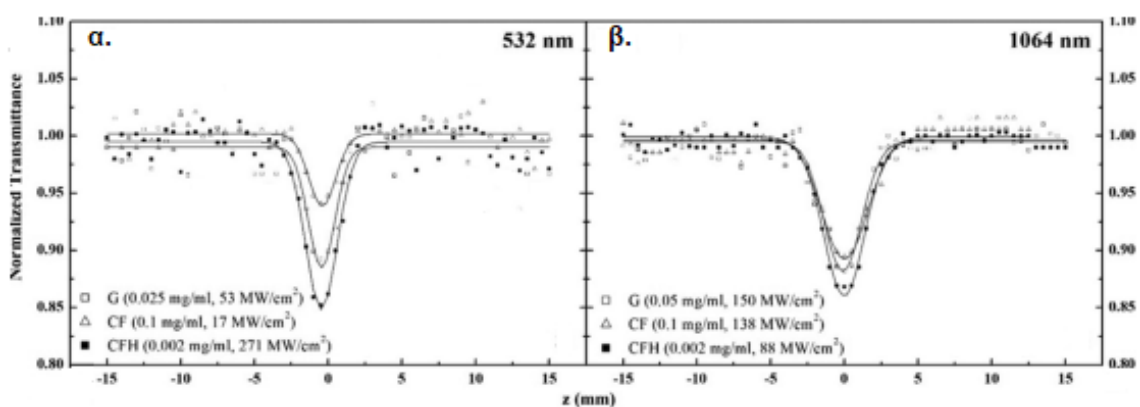 α.
532 nm
β.
1064 nm
1.10
1.05
1.00
0.95
0.90
0.85
0.80
Normalized Transmittance
G (0.025 mg/ml, 53 MW/cm²)
CF (0.1 mg/ml, 17 MW/cm²)
CFH (0.002 mg/ml, 271 MW/cm²)
G (0.05 mg/ml, 150 MW/cm²)
CF (0.1 mg/ml, 138 MW/cm²)
CFH (0.002 mg/ml, 88 MW/cm²)
1.10
1.05
1.00
0.95
0.90
0.85
0.80
-15 -10 -5 0 5 10 15
-15 -10 -5 0 5 10 15
z (mm)